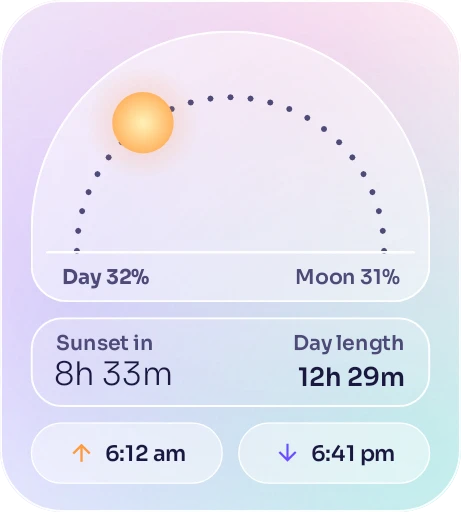 Day 32% Moon 31%
Sunset in Day length
8h 33m 12h 29m
6:12 am 6:41 pm